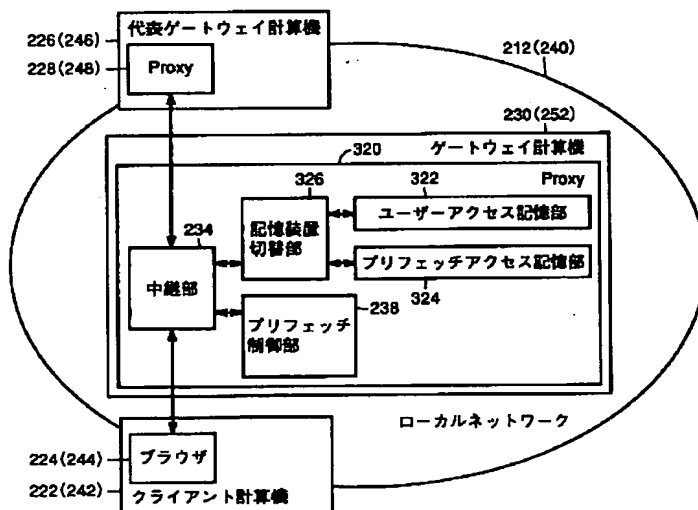 226(246)
代表ゲートウェイ計算機
228(248)
Proxy
212(240)
230(252)
ゲートウェイ計算機
320
Proxy
326
322
234
記憶装置
切替部
ユーザーアクセス記憶部
中継部
プリフェッチアクセス記憶部
324
238
プリフェッチ
制御部
ローカルネットワーク
224(244)
ブラウザ
222(242)
クライアント計算機